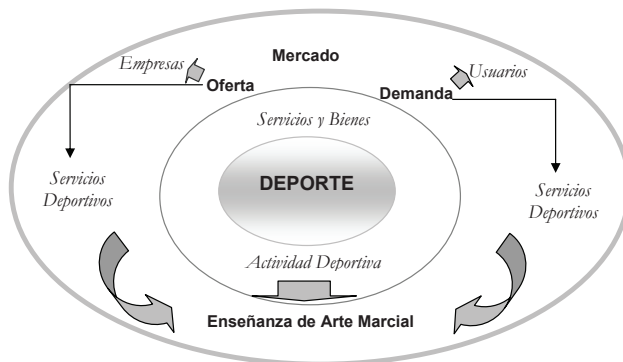 Mercado
Empresas
Usuarios
Oferta
Demanda
Servicios y Bienes
DEPORTE
Servicios
Deportivos
Servicios
Deportivos
Actividad Deportiva
Enseñanza de Arte Marcial